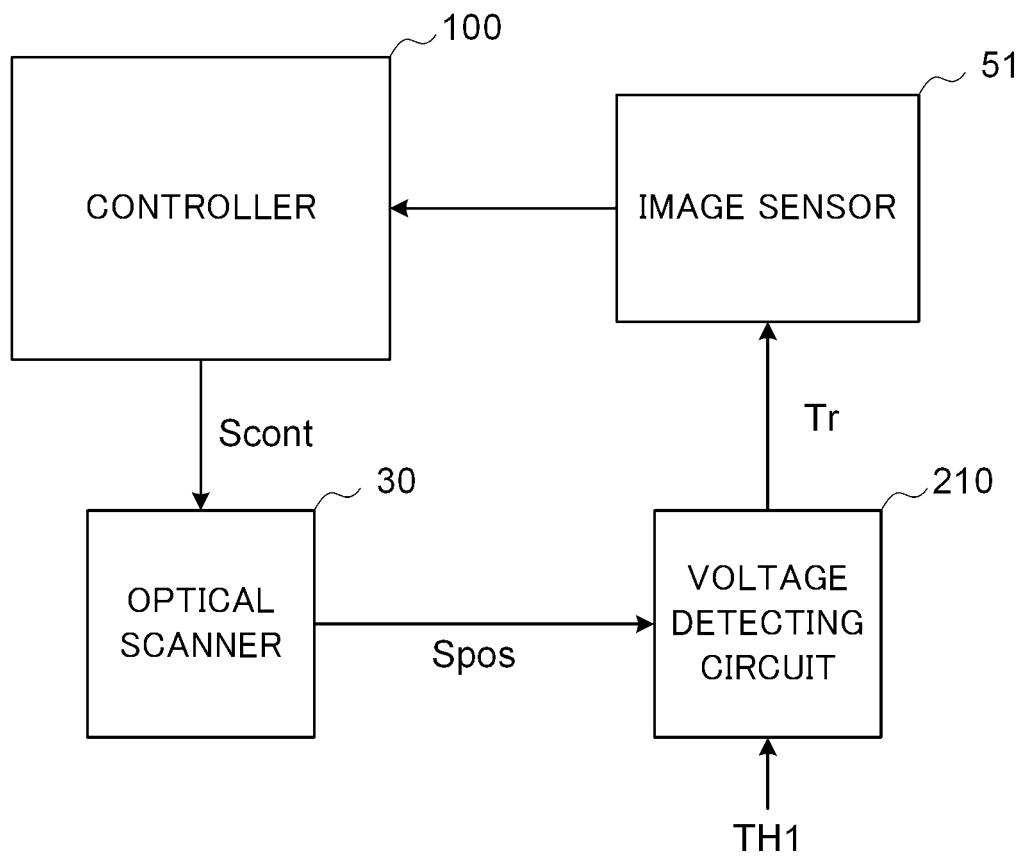 100
51
CONTROLLER
IMAGE SENSOR
Scont
Tr
30
210
OPTICAL
SCANNER
Spos
VOLTAGE
DETECTING
CIRCUIT
TH1